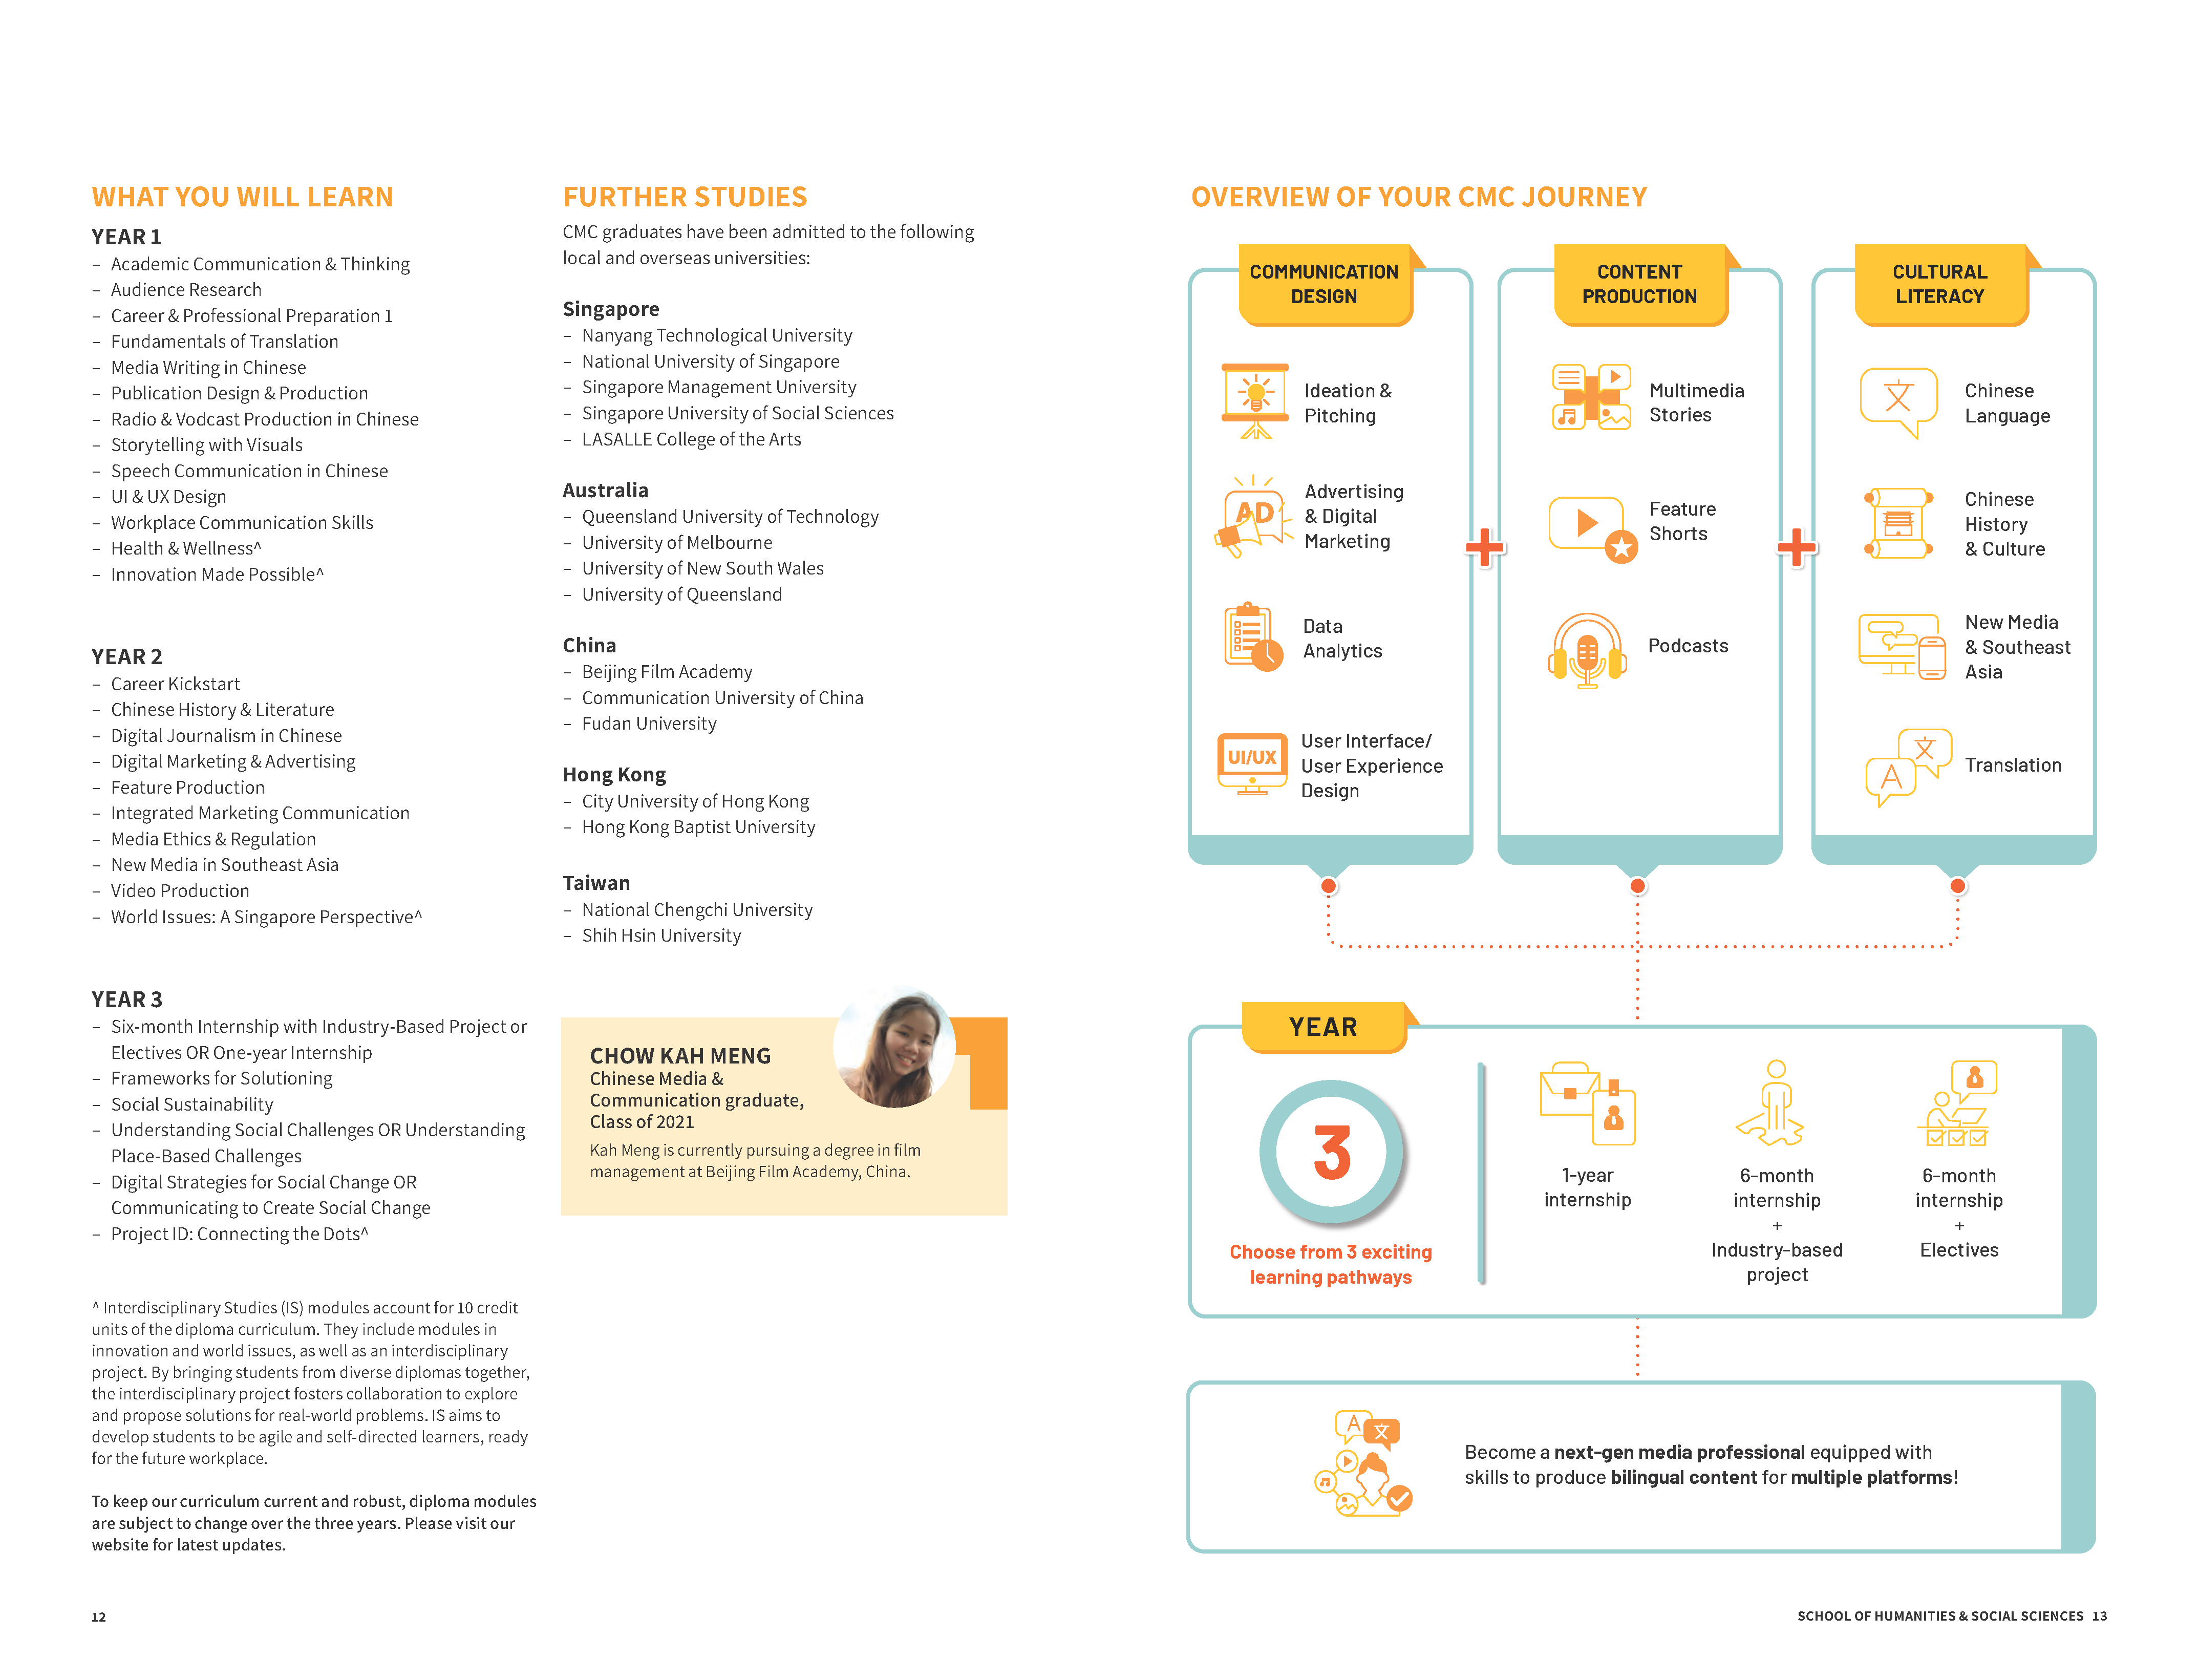 WHAT YOU WILL LEARN
YEAR 1
– Academic Communication & Thinking
– Audience Research
– Career & Professional Preparation 1
– Fundamentals of Translation
– Media Writing in Chinese
– Publication Design & Production
– Radio & Vodcast Production in Chinese
– Storytelling with Visuals
– Speech Communication in Chinese
– UI & UX Design
– Workplace Communication Skills
– Health & Wellness^
– Innovation Made Possible^
YEAR 2
– Career Kickstart
– Chinese History & Literature
– Digital Journalism in Chinese
– Digital Marketing & Advertising
– Feature Production
– Integrated Marketing Communication
– Media Ethics & Regulation
– New Media in Southeast Asia
– Video Production
– World Issues: A Singapore Perspective^
YEAR 3
– Six-month Internship with Industry-Based Project or
Electives OR One-year Internship
– Frameworks for Solutioning
– Social Sustainability
– Understanding Social Challenges OR Understanding
Place-Based Challenges
– Digital Strategies for Social Change OR
Communicating to Create Social Change
– Project ID: Connecting the Dots^
^ Interdisciplinary Studies (IS) modules account for 10 credit
units of the diploma curriculum. They include modules in
innovation and world issues, as well as an interdisciplinary
project. By bringing students from diverse diplomas together,
the interdisciplinary project fosters collaboration to explore
and propose solutions for real-world problems. IS aims to
develop students to be agile and self-directed learners, ready
for the future workplace.
To keep our curriculum current and robust, diploma modules
are subject to change over the three years. Please visit our
website for latest updates.
12
FURTHER STUDIES
CMC graduates have been admitted to the following
local and overseas universities:
Singapore
– Nanyang Technological University
– National University of Singapore
– Singapore Management University
– Singapore University of Social Sciences
– LASALLE College of the Arts
Australia
– Queensland University of Technology
– University of Melbourne
– University of New South Wales
– University of Queensland
China
– Beijing Film Academy
– Communication University of China
– Fudan University
Hong Kong
– City University of Hong Kong
– Hong Kong Baptist University
Taiwan
– National Chengchi University
– Shih Hsin University
CHOW KAH MENG
Chinese Media &
Communication graduate,
Class of 2021
Kah Meng is currently pursuing a degree in film
management at Beijing Film Academy, China.
OVERVIEW OF YOUR CMC JOURNEY
COMMUNICATION
DESIGN
Ideation &
Pitching
AD
Advertising
& Digital
Marketing
Data
Analytics
UI/UX
User Interface/
User Experience
Design
+
CONTENT
PRODUCTION
Multimedia
Stories
Feature
Shorts
Podcasts
+
CULTURAL
LITERACY
文
Chinese
Language
Chinese
History
& Culture
New Media
& Southeast
Asia
文
A
Translation
YEAR
3
Choose from 3 exciting
learning pathways
1-year
internship
6-month
internship
+
Industry-based
project
6-month
internship
+
Electives
A
文
Become a next-gen media professional equipped with
skills to produce bilingual content for multiple platforms!
SCHOOL OF HUMANITIES & SOCIAL SCIENCES 13